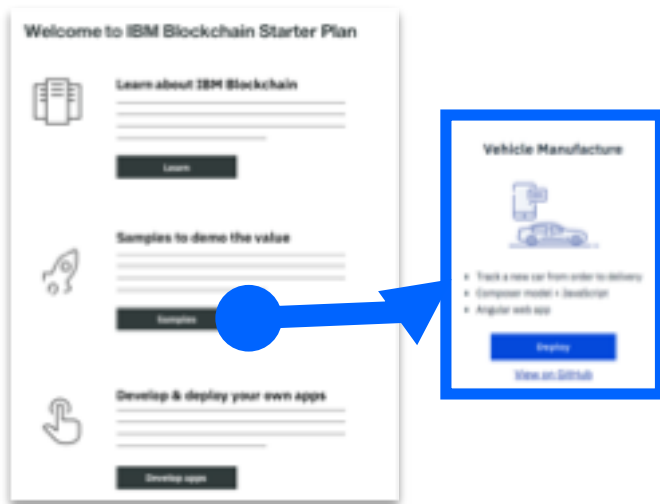 Welcome to IBM Blockchain Starter Plan
Learn about IBM Blockchain
Learn
Samples to demo the value
Samples
Develop & deploy your own apps
Develop apps
Vehicle Manufacture
Track a new car from order to delivery
Composer model + JavaScript
Angular web app
Deploy
View on GitHub